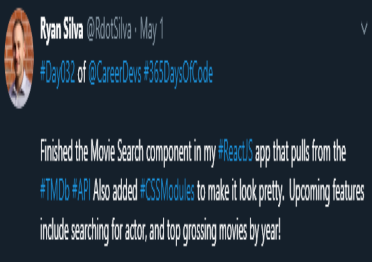 Ryan Silva @RdotSilva · May 1
#Day032 of @CareerDevs #365DaysOfCode
Finished the Movie Search component in my #ReactJS app that pulls from the
#TMDb #API Also added #CSSModules to make it look pretty. Upcoming features
include searching for actor, and top grossing movies by year!